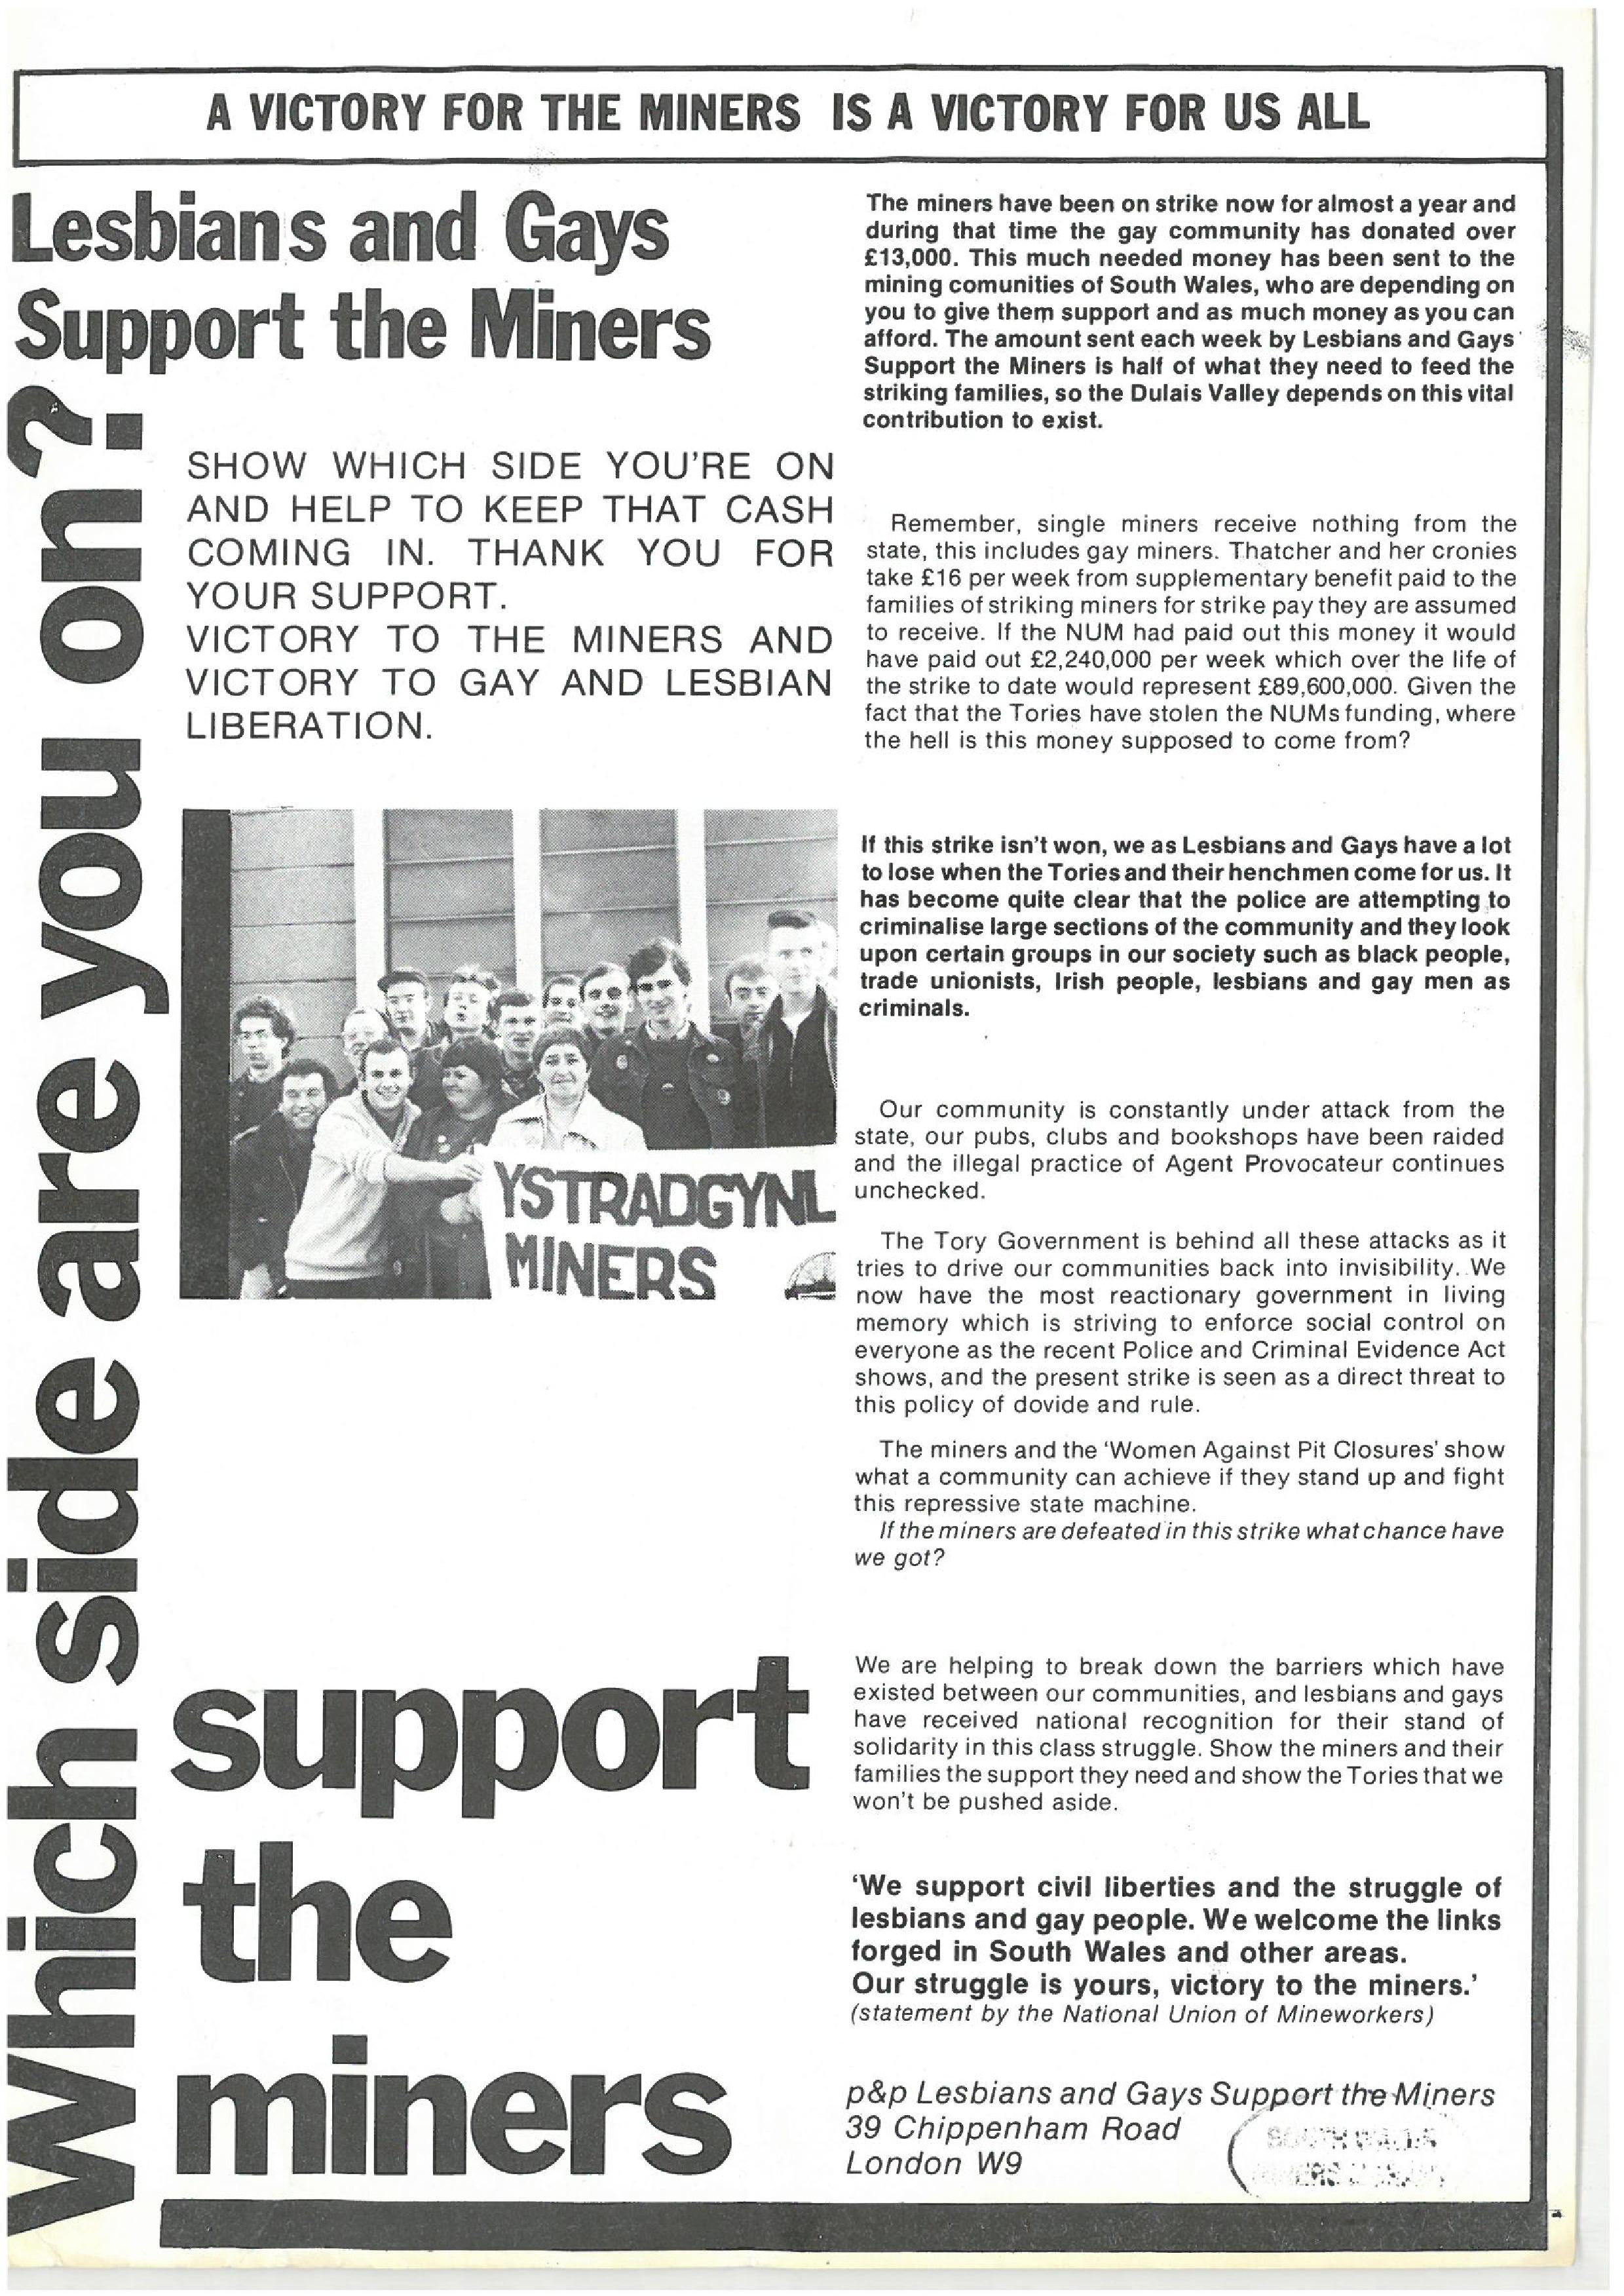 A VICTORY FOR THE MINERS IS A VICTORY FOR US ALL
Lesbians and Gays
Support the Miners
Which side are you on?
SHOW WHICH SIDE YOU'RE ON
AND HELP TO KEEP THAT CASH
COMING IN. THANK YOU FOR
YOUR SUPPORT.
VICTORY TO THE MINERS AND
VICTORY TO GAY AND LESBIAN
LIBERATION.
YSTRADGYNL
MINERS
support
the
miners
The miners have been on strike now for almost a year and
during that time the gay community has donated over
£13,000. This much needed money has been sent to the
mining comunities of South Wales, who are depending on
you to give them support and as much money as you can
afford. The amount sent each week by Lesbians and Gays
Support the Miners is half of what they need to feed the
striking families, so the Dulais Valley depends on this vital
contribution to exist.
Remember, single miners receive nothing from the
state, this includes gay miners. Thatcher and her cronies
take £16 per week from supplementary benefit paid to the
families of striking miners for strike pay they are assumed
to receive. If the NUM had paid out this money it would
have paid out £2,240,000 per week which over the life of
the strike to date would represent £89,600,000. Given the
fact that the Tories have stolen the NUMs funding, where
the hell is this money supposed to come from?
If this strike isn't won, we as Lesbians and Gays have a lot
to lose when the Tories and their henchmen come for us. It
has become quite clear that the police are attempting to
criminalise large sections of the community and they look
upon certain groups in our society such as black people,
trade unionists, Irish people, lesbians and gay men as
criminals.
Our community is constantly under attack from the
state, our pubs, clubs and bookshops have been raided
and the illegal practice of Agent Provocateur continues
unchecked.
The Tory Government is behind all these attacks as it
tries to drive our communities back into invisibility. We
now have the most reactionary government in living
memory which is striving to enforce social control on
everyone as the recent Police and Criminal Evidence Act
shows, and the present strike is seen as a direct threat to
this policy of dovide and rule.
The miners and the 'Women Against Pit Closures' show
what a community can achieve if they stand up and fight
this repressive state machine.
If the miners are defeated in this strike what chance have
we got?
We are helping to break down the barriers which have
existed between our communities, and lesbians and gays
have received national recognition for their stand of
solidarity in this class struggle. Show the miners and their
families the support they need and show the Tories that we
won't be pushed aside.
'We support civil liberties and the struggle of
lesbians and gay people. We welcome the links
forged in South Wales and other areas.
Our struggle is yours, victory to the miners.'
(statement by the National Union of Mineworkers)
p&p Lesbians and Gays Support the Miners
39 Chippenham Road
London W9
SOUTH WALES